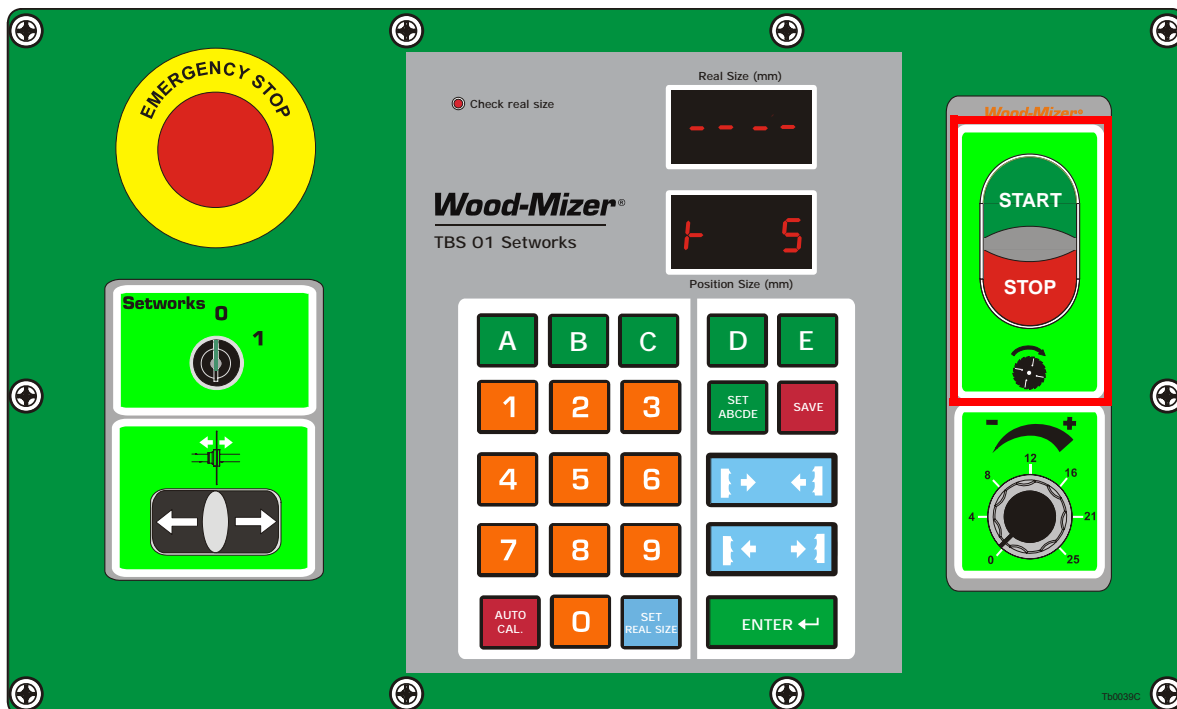 EMERGENCY STOP
Check real size
Real Size (mm)
- - - -
Wood-Mizer®
TBS 01 Setworks
⊢ 5
Position Size (mm)
Setworks
0
1
A B C D E
1 2 3 SET ABCDE SAVE
4 5 6
7 8 9
AUTO CAL. 0 SET REAL SIZE ENTER
Wood-Mizer®
START
STOP
- +
0 4 8 12 16 21 25
Tb0039C